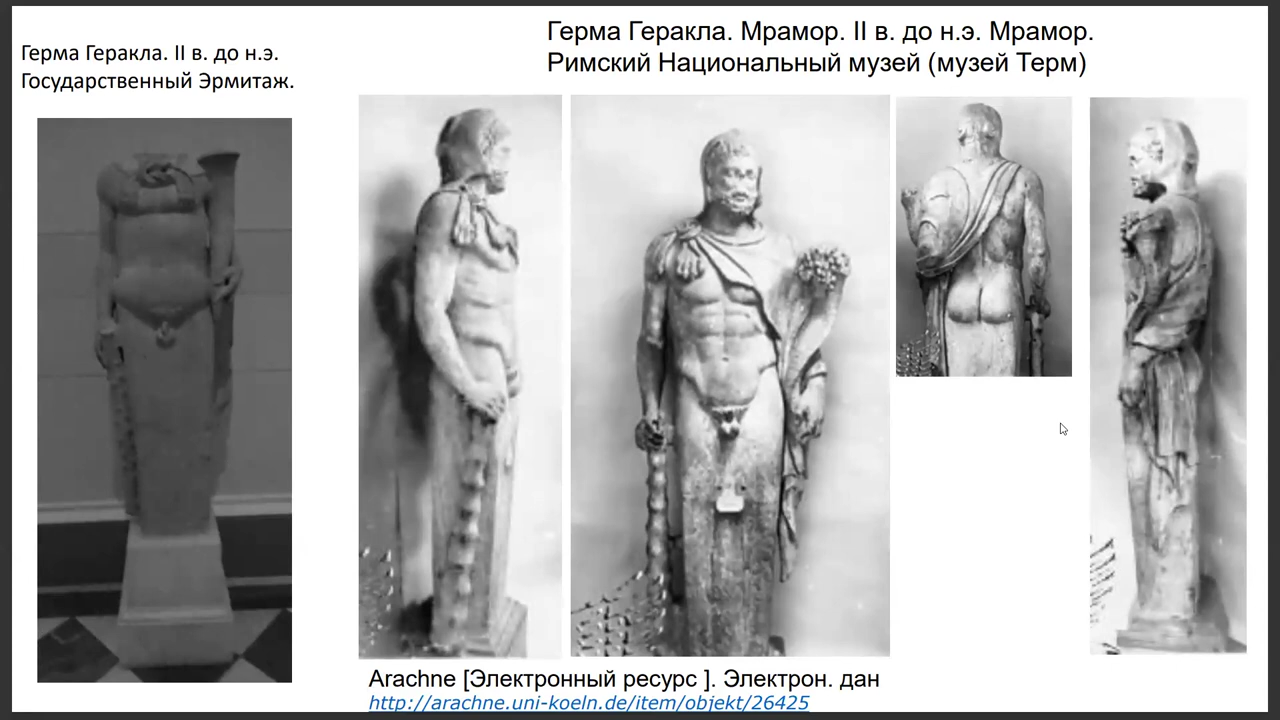 Герма Геракла. II в. до н.э.
Государственный Эрмитаж.
Герма Геракла. Мрамор. II в. до н.э. Мрамор.
Римский Национальный музей (музей Терм)
Arachne [Электронный ресурс ]. Электрон. дан
http://arachne.uni-koeln.de/item/objekt/26425